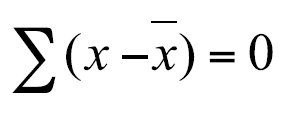 ∑(x − x̅) = 0